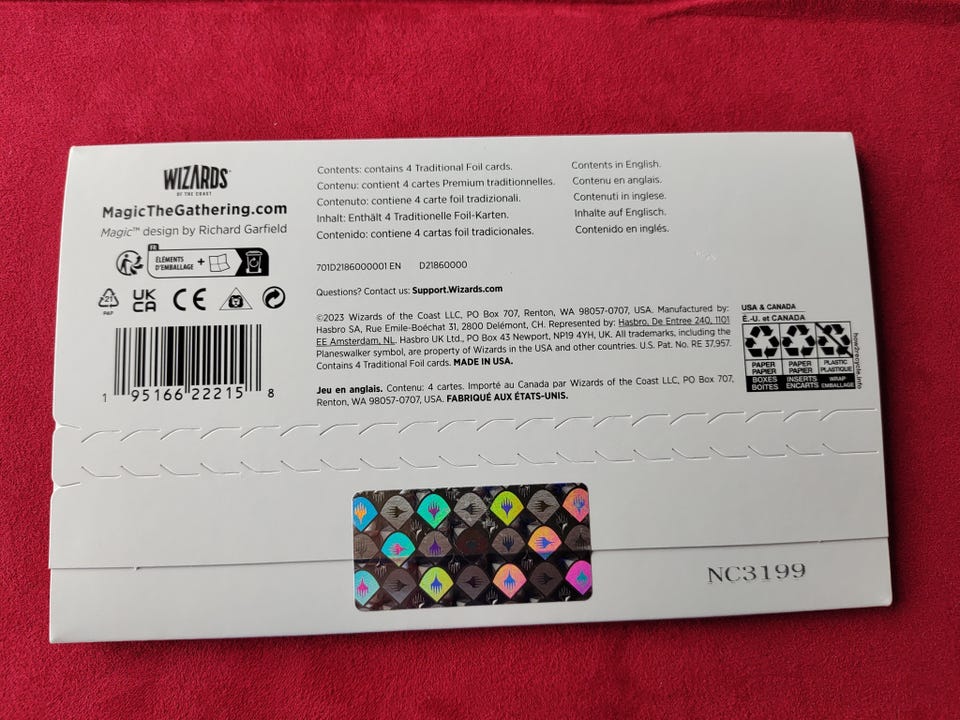 WIZARDS
OF THE COAST
MagicTheGathering.com
Magic™ design by Richard Garfield
FR
ÉLÉMENTS
D'EMBALLAGE +
21
PAP
UK
CA
CE
1 95166 22215 8
Contents: contains 4 Traditional Foil cards.
Contenu: contient 4 cartes Premium traditionnelles.
Contenuto: contiene 4 carte foil tradizionali.
Inhalt: Enthält 4 Traditionelle Foil-Karten.
Contenido: contiene 4 cartas foil tradicionales.
Contents in English.
Contenu en anglais.
Contenuti in inglese.
Inhalte auf Englisch.
Contenido en inglés.
701D2186000001 EN D21860000
Questions? Contact us: Support.Wizards.com
©2023 Wizards of the Coast LLC, PO Box 707, Renton, WA 98057-0707, USA. Manufactured by:
Hasbro SA, Rue Emile-Boéchat 31, 2800 Delémont, CH. Represented by: Hasbro, De Entree 240, 1101
EE Amsterdam, NL. Hasbro UK Ltd., PO Box 43 Newport, NP19 4YH, UK. All trademarks, including the
Planeswalker symbol, are property of Wizards in the USA and other countries. U.S. Pat. No. RE 37,957.
Contains 4 Traditional Foil cards. MADE IN USA.
Jeu en anglais. Contenu: 4 cartes. Importé au Canada par Wizards of the Coast LLC, PO Box 707,
Renton, WA 98057-0707, USA. FABRIQUÉ AUX ÉTATS-UNIS.
USA & CANADA
É.-U. et CANADA
PAPER
PAPIER
BOXES
BOÎTES
PAPER
PAPIER
INSERTS
ENCARTS
PLASTIC
PLASTIQUE
WRAP
EMBALLAGE
how2recycle.info
NC3199